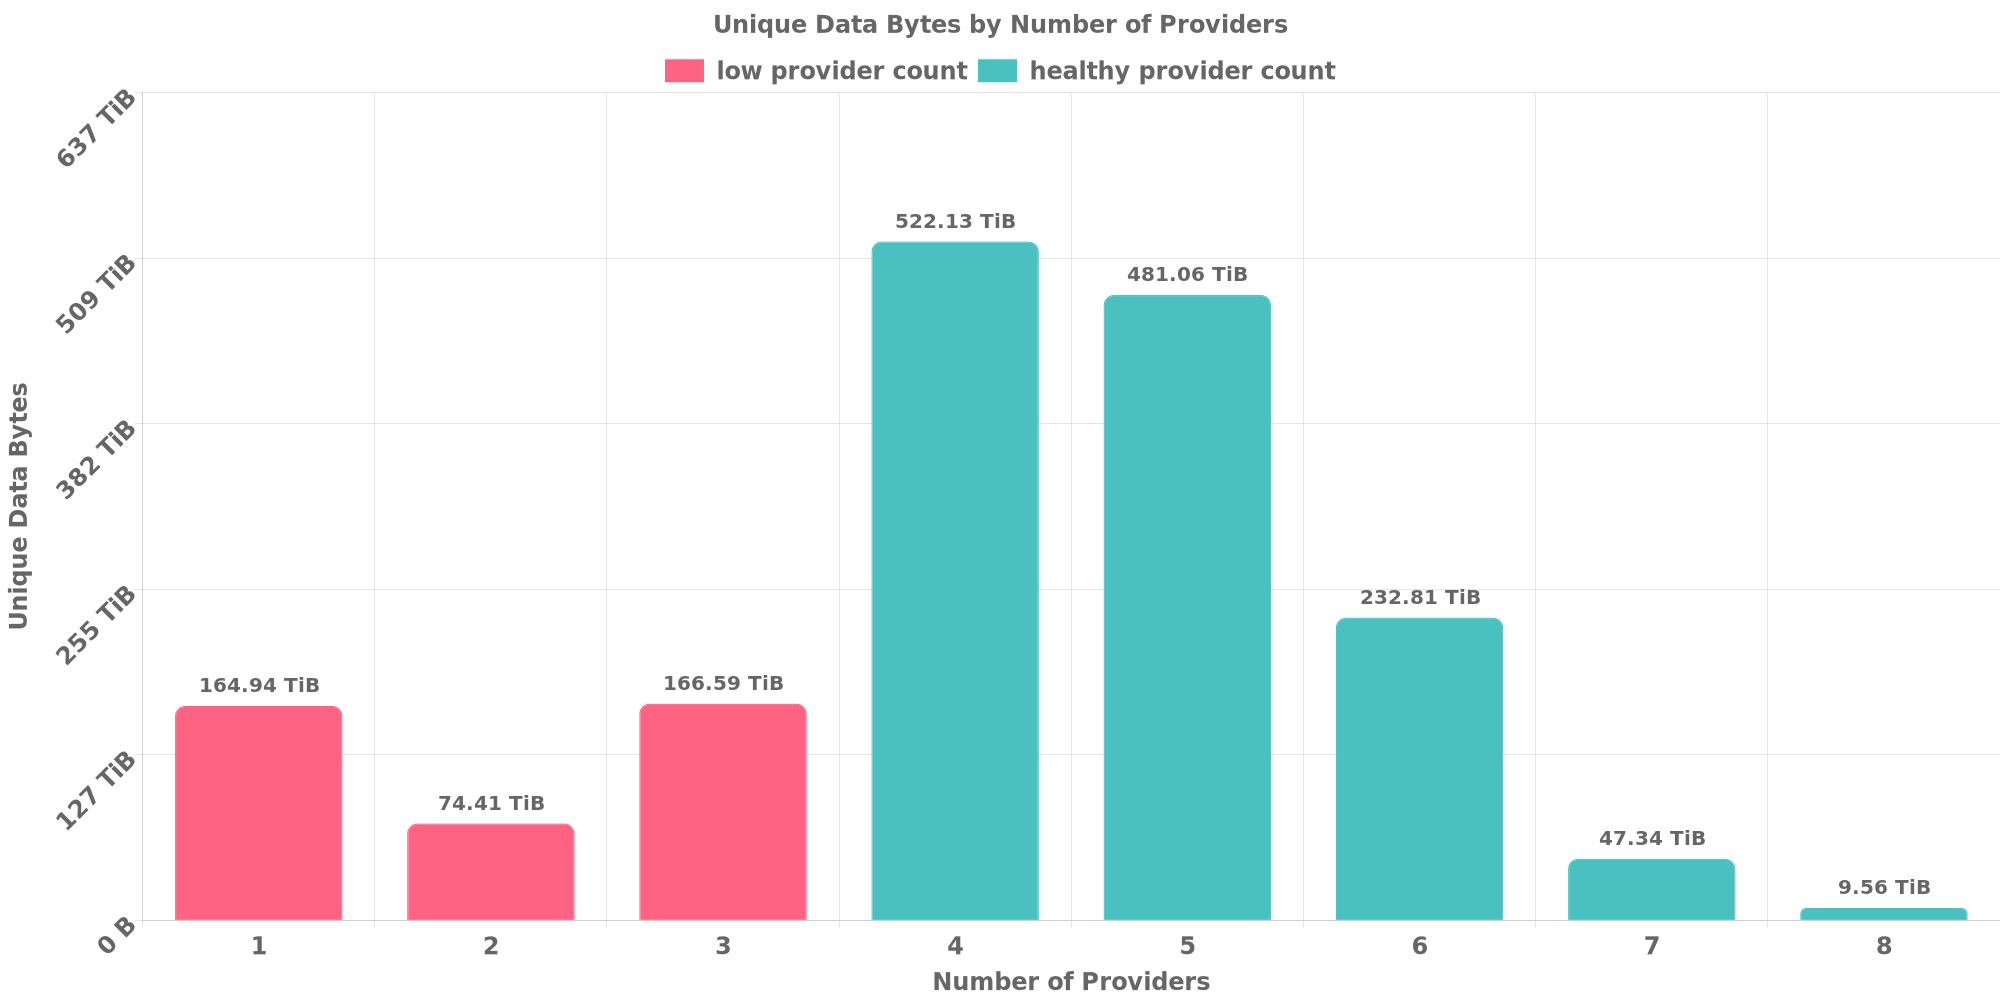 Unique Data Bytes by Number of Providers
low provider count healthy provider count
637 TiB
509 TiB
382 TiB
255 TiB
127 TiB
0 B
Unique Data Bytes
164.94 TiB
74.41 TiB
166.59 TiB
522.13 TiB
481.06 TiB
232.81 TiB
47.34 TiB
9.56 TiB
1 2 3 4 5 6 7 8
Number of Providers